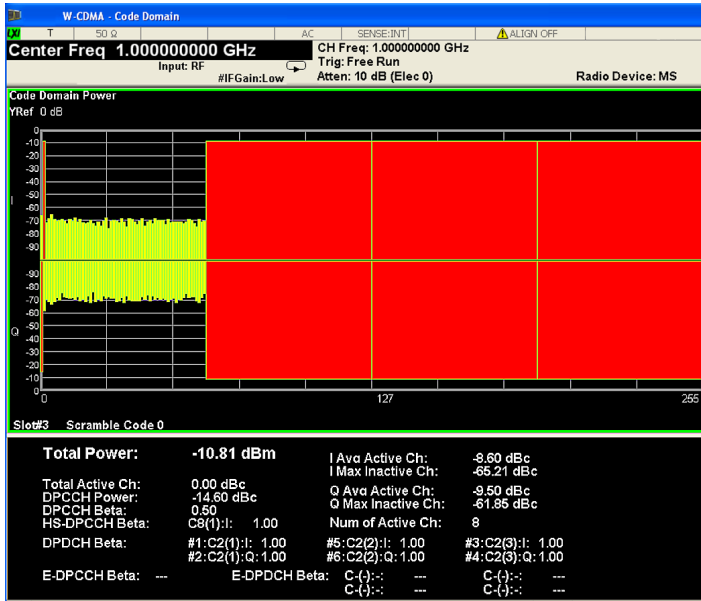 W-CDMA - Code Domain
LXI T 50 Ω AC SENSE:INT ALIGN OFF
Center Freq 1.000000000 GHz
CH Freq: 1.000000000 GHz
Input: RF
Trig: Free Run
#IFGain:Low
Atten: 10 dB (Elec 0)
Radio Device: MS
Code Domain Power
YRef 0 dB
0
-10
-20
-30
-40
-50
I
-60
-70
-80
-90
-90
-80
-70
-60
-50
Q
-40
-30
-20
-10
0
0 127 255
Slot#3 Scramble Code 0
Total Power: -10.81 dBm
Total Active Ch: 0.00 dBc
DPCCH Power: -14.60 dBc
DPCCH Beta: 0.50
HS-DPCCH Beta: C8(1):I: 1.00
I Avg Active Ch: -8.60 dBc
I Max Inactive Ch: -65.21 dBc
Q Avg Active Ch: -9.50 dBc
Q Max Inactive Ch: -61.85 dBc
Num of Active Ch: 8
DPDCH Beta: #1:C2(1):I: 1.00 #5:C2(2):I: 1.00 #3:C2(3):I: 1.00
#2:C2(1):Q:1.00 #6:C2(2):Q:1.00 #4:C2(3):Q:1.00
E-DPCCH Beta: --- E-DPDCH Beta: C-(-):-: --- C-(-):-: ---
C-(-):-: --- C-(-):-: ---